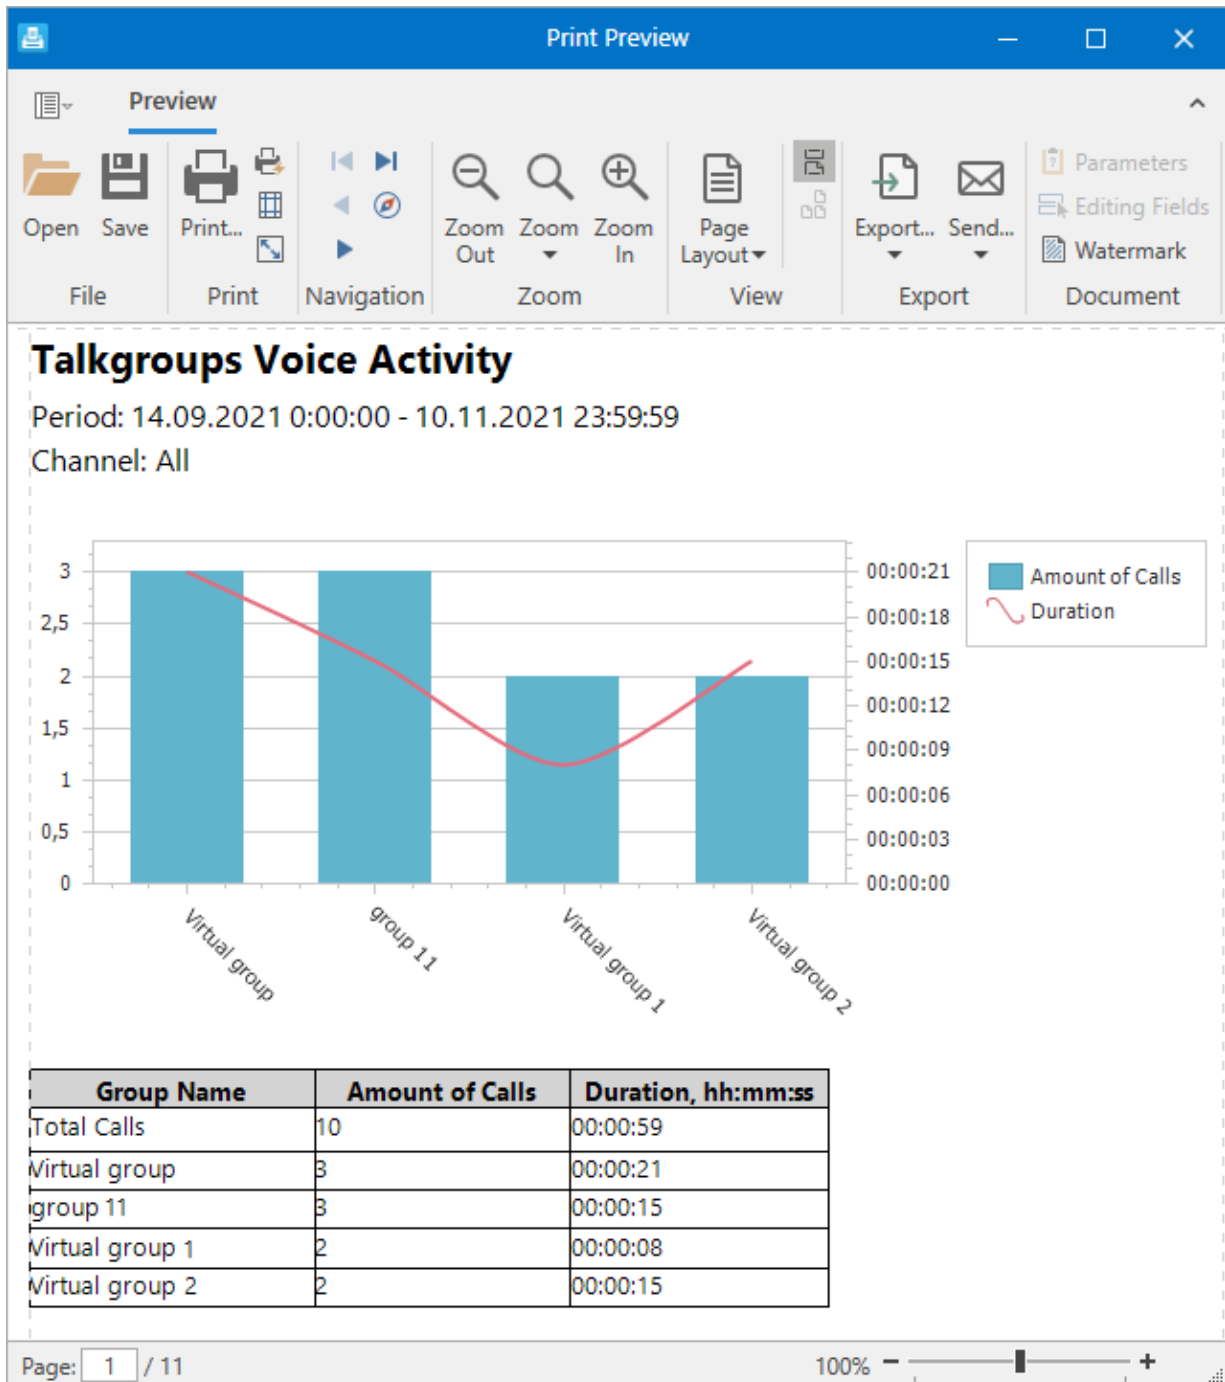 Print Preview
Preview
Open Save Print... Zoom Out Zoom Zoom In Page Layout Export... Send... Parameters
Editing Fields
Watermark
File Print Navigation Zoom View Export Document
Talkgroups Voice Activity
Period: 14.09.2021 0:00:00 - 10.11.2021 23:59:59
Channel: All
3 00:00:21 Amount of Calls
2,5 00:00:18 Duration
2 00:00:15
1,5 00:00:12
00:00:09
1 00:00:06
0,5 00:00:03
0 00:00:00
Virtual group group 11 Virtual group 1 Virtual group 2
Group Name Amount of Calls Duration, hh:mm:ss
Total Calls 10 00:00:59
Virtual group 3 00:00:21
group 11 3 00:00:15
Virtual group 1 2 00:00:08
Virtual group 2 2 00:00:15
Page: 1 / 11 100%